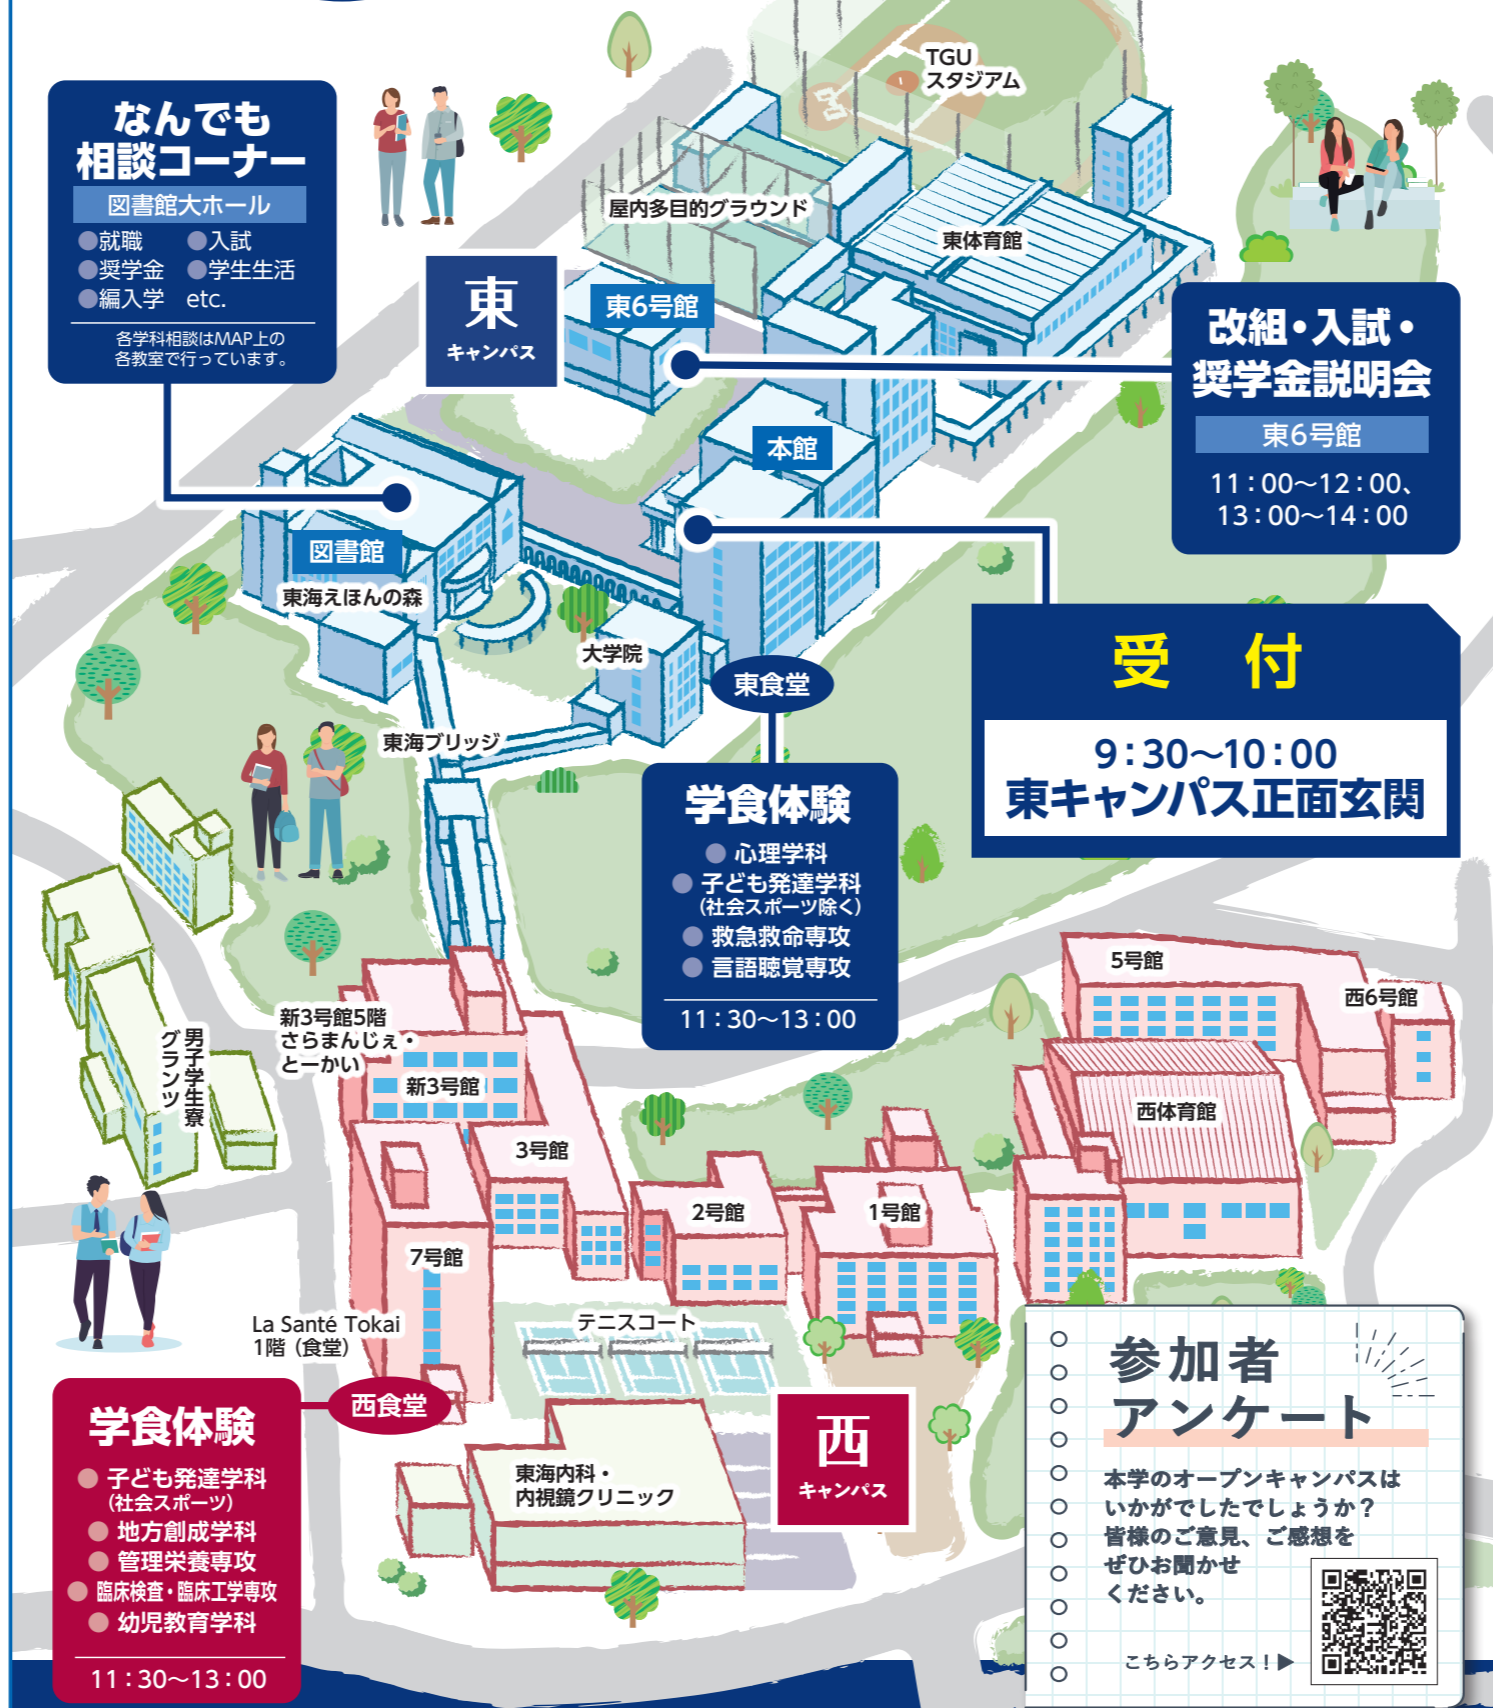 なんでも
相談コーナー
図書館大ホール
●就職 ●入試
●奨学金 ●学生生活
●編入学 etc.
各学科相談はMAP上の
各教室で行っています。
TGU
スタジアム
屋内多目的グラウンド
東体育館
東
キャンパス
東6号館
改組・入試・
奨学金説明会
東6号館
11：00～12：00、
13：00～14：00
本館
図書館
東海えほんの森
大学院
東食堂
東海ブリッジ
受 付
9：30～10：00
東キャンパス正面玄関
学食体験
● 心理学科
● 子ども発達学科
（社会スポーツ除く）
● 救急救命専攻
● 言語聴覚専攻
11：30～13：00
男子学生寮
グランツ
新3号館5階
さらまんじぇ・
とーかい
新3号館
3号館
7号館
2号館
1号館
5号館
西6号館
西体育館
La Santé Tokai
1階（食堂）
テニスコート
西食堂
学食体験
● 子ども発達学科
（社会スポーツ）
● 地方創成学科
● 管理栄養専攻
● 臨床検査・臨床工学専攻
● 幼児教育学科
11：30～13：00
東海内科・
内視鏡クリニック
西
キャンパス
参加者
アンケート
本学のオープンキャンパスは
いかがでしたでしょうか？
皆様のご意見、ご感想を
ぜひお聞かせ
ください。
こちらアクセス！▶